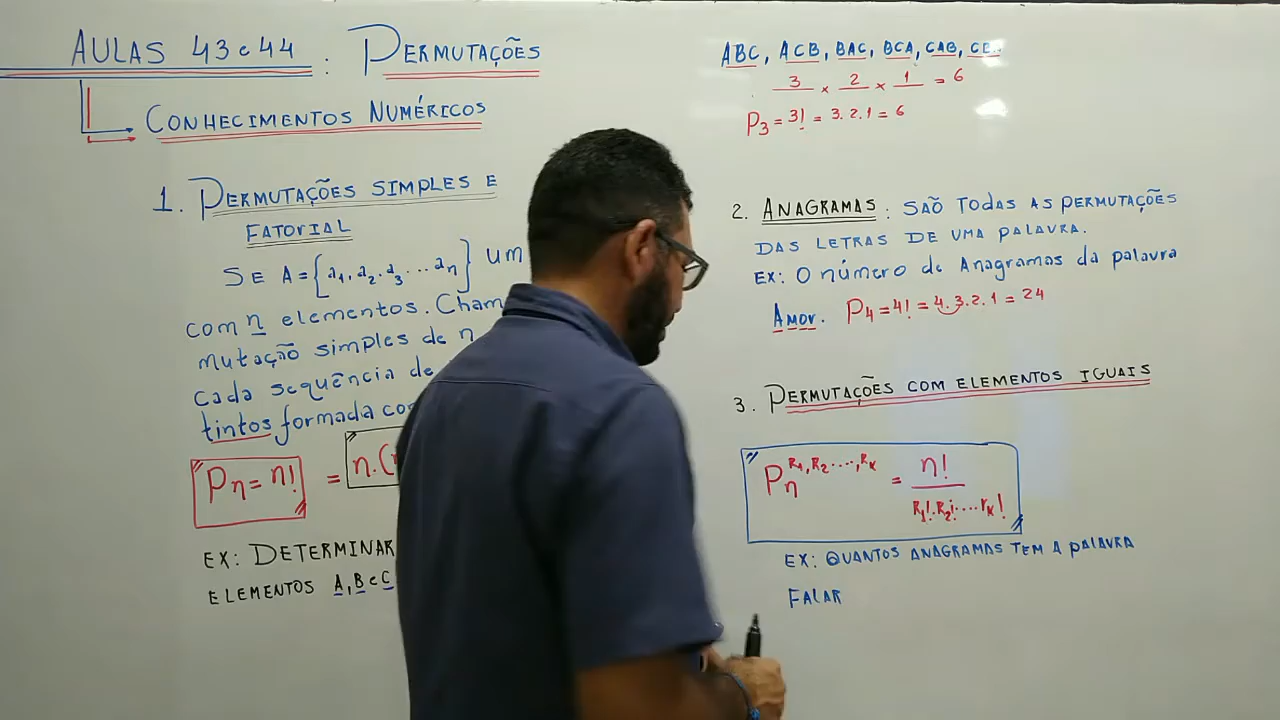 AULAS 43 e 44 : PERMUTAÇÕES
CONHECIMENTOS NUMÉRICOS
1. PERMUTAÇÕES SIMPLES E
FATORIAL
SE A = {a1, a2, a3 ... an} um
com n elementos. Cham
mutação simples de n
cada sequência de
tintos formada co
Pn = n! = n.(
EX: DETERMINAR
ELEMENTOS A, B e C
ABC, ACB, BAC, BCA, CAB,
3 x 2 x 1 = 6
P3 = 3! = 3.2.1 = 6
2. ANAGRAMAS: SÃO TODAS AS PERMUTAÇÕES
DAS LETRAS DE UMA PALAVRA.
EX: O número de Anagramas da palavra
Amor. P4 = 4! = 4.3.2.1 = 24
3. PERMUTAÇÕES COM ELEMENTOS IGUAIS
Pn^R1,R2...,Rk = n! / R1!.R2!....rk!
EX: QUANTOS ANAGRAMAS TEM A PALAVRA
FALAR